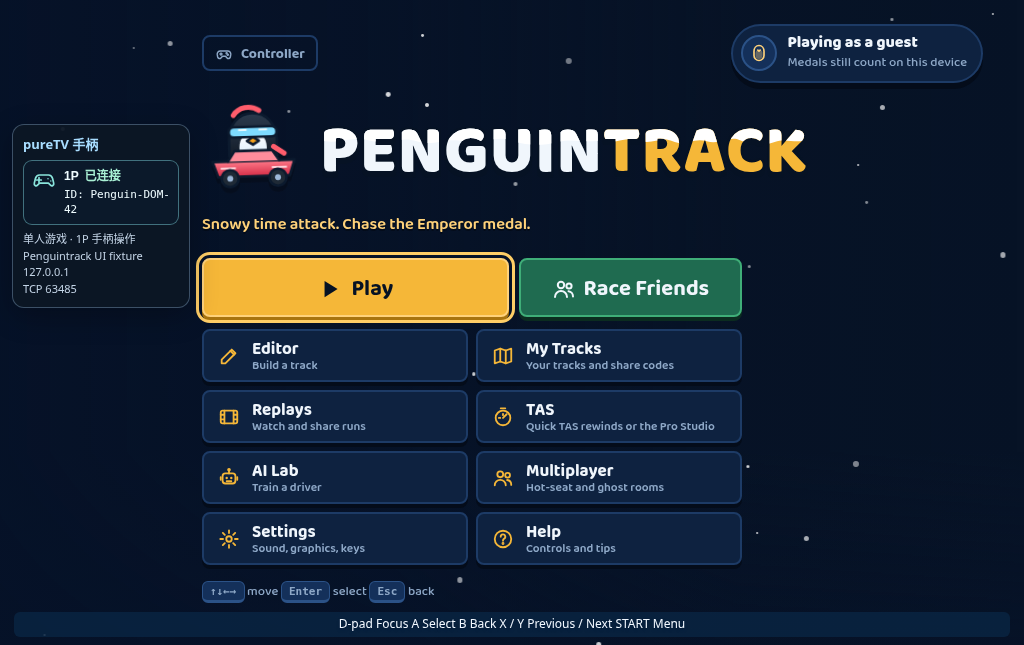 Controller
Playing as a guest
Medals still count on this device
pureTV 手柄
1P 已连接
ID: Penguin-DOM-
42
单人游戏 · 1P 手柄操作
Penguintrack UI fixture
127.0.0.1
TCP 63485
PENGUINTRACK
Snowy time attack. Chase the Emperor medal.
Play
Race Friends
Editor
Build a track
My Tracks
Your tracks and share codes
Replays
Watch and share runs
TAS
Quick TAS rewinds or the Pro Studio
AI Lab
Train a driver
Multiplayer
Hot-seat and ghost rooms
Settings
Sound, graphics, keys
Help
Controls and tips
↑↓←→ move Enter select Esc back
D-pad Focus A Select B Back X / Y Previous / Next START Menu